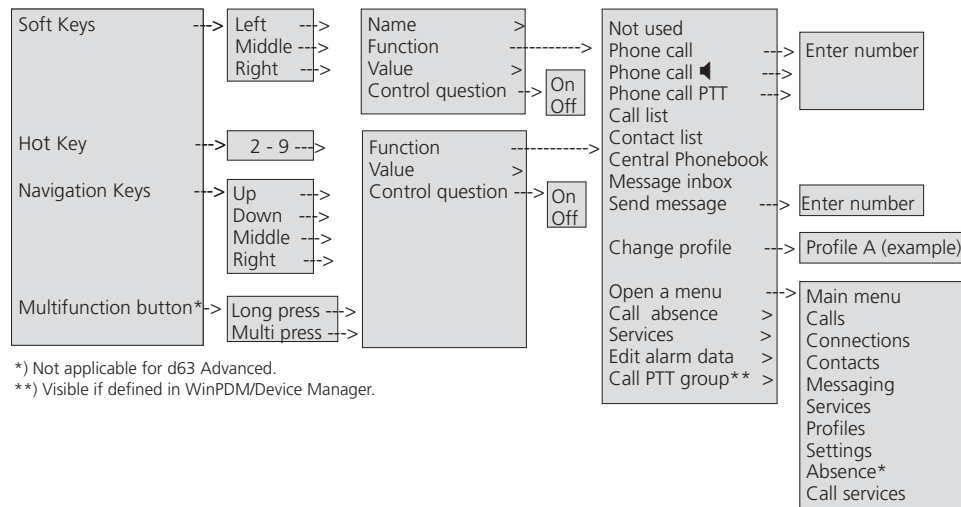 Soft Keys --->
Left --->
Middle --->
Right --->
Name >
Function ----------->
Value >
Control question -->
On
Off
Hot Key --->
2 - 9 --->
Navigation Keys --->
Up --->
Down --->
Middle --->
Right --->
Multifunction button* ->
Long press --->
Multi press --->
Function ----------->
Value >
Control question --->
On
Off
Not used
Phone call --->
Phone call --->
Phone call PTT --->
Call list
Contact list
Central Phonebook
Message inbox
Send message --->
Change profile --->
Open a menu --->
Call absence >
Services >
Edit alarm data >
Call PTT group** >
Enter number
Enter number
Profile A (example)
Main menu
Calls
Connections
Contacts
Messaging
Services
Profiles
Settings
Absence*
Call services
*) Not applicable for d63 Advanced.
**) Visible if defined in WinPDM/Device Manager.